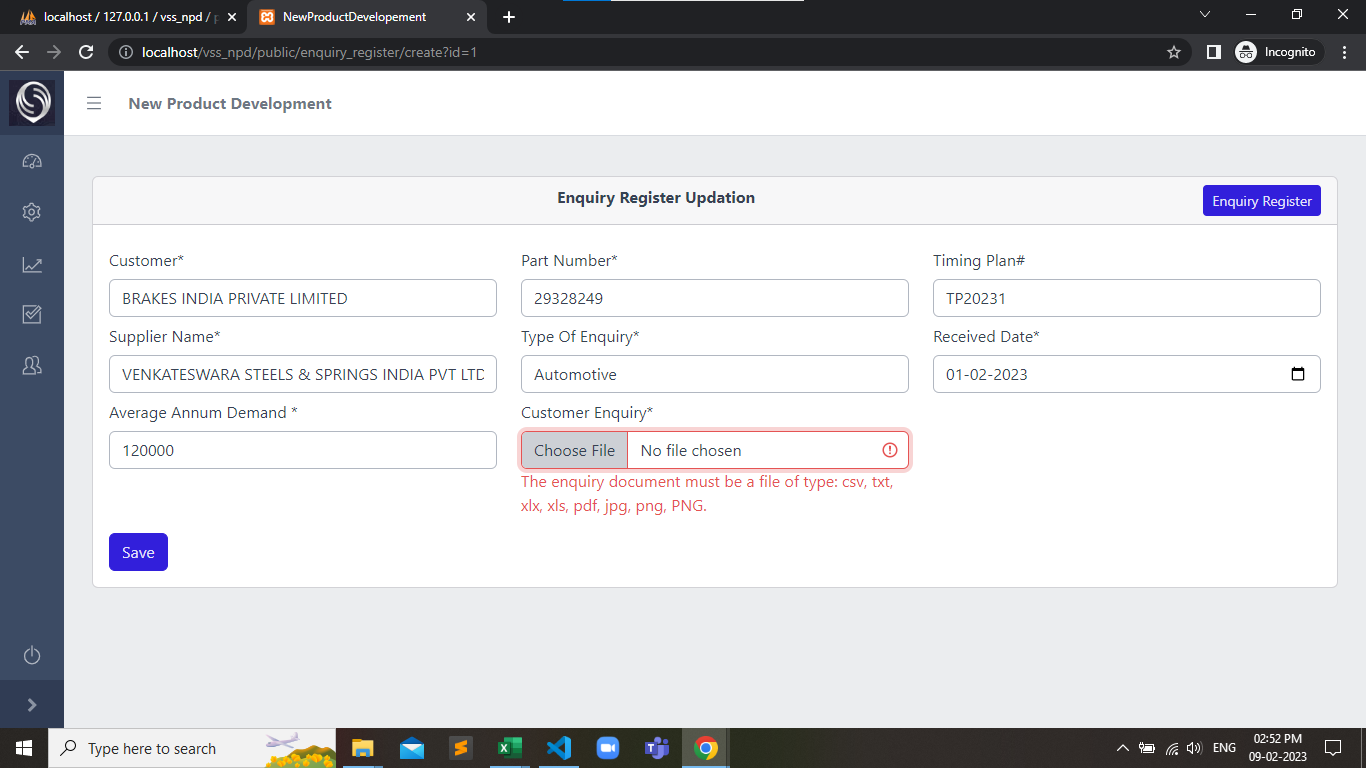 localhost / 127.0.0.1 / vss_npd / p
NewProductDevelopement
localhost/vss_npd/public/enquiry_register/create?id=1
Incognito
New Product Development
Enquiry Register Updation
Enquiry Register
Customer*
Part Number*
Timing Plan#
BRAKES INDIA PRIVATE LIMITED
29328249
TP20231
Supplier Name*
Type Of Enquiry*
Received Date*
VENKATESWARA STEELS & SPRINGS INDIA PVT LTD
Automotive
01-02-2023
Average Annum Demand *
Customer Enquiry*
120000
Choose File
No file chosen
The enquiry document must be a file of type: csv, txt,
xlx, xls, pdf, jpg, png, PNG.
Save
Type here to search
ENG
02:52 PM
09-02-2023